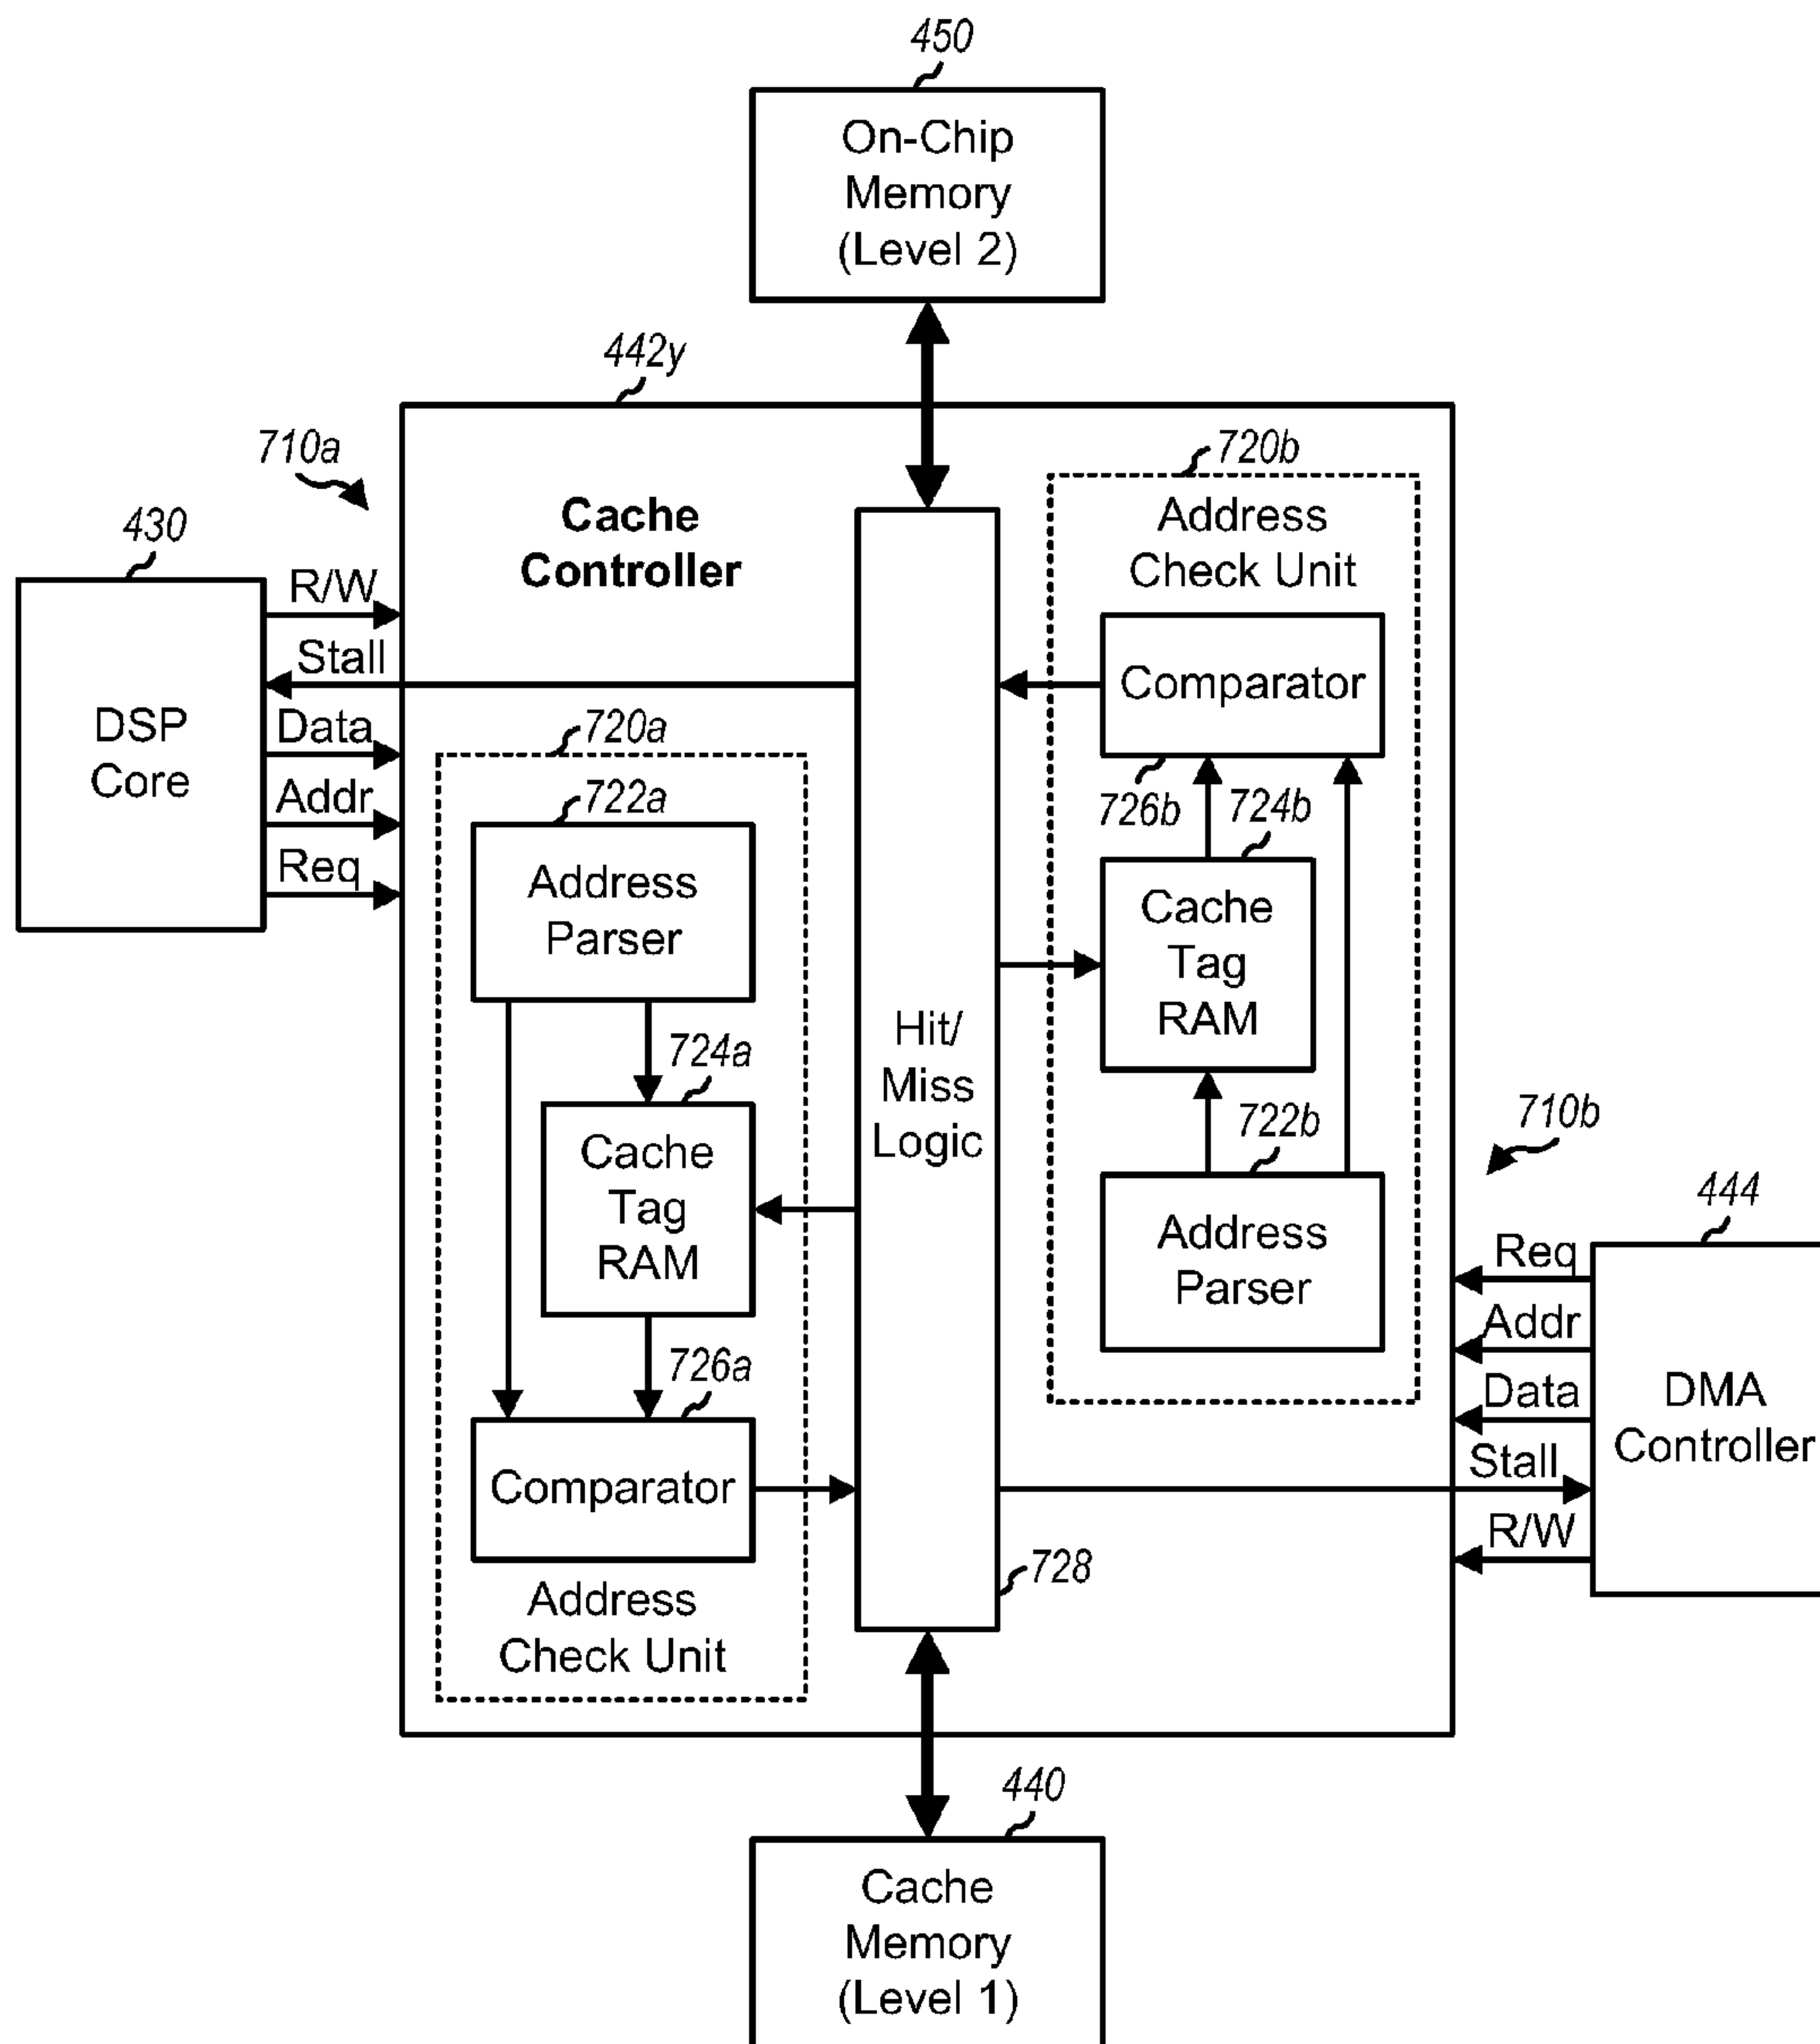 450
On-Chip
Memory
(Level 2)
442y
710a
720b
Cache
Controller
Address
Check Unit
430
R/W
Stall
DSP
Core
Data
Addr
Req
720a
722a
Address
Parser
Comparator
726b
724b
Cache
Tag
RAM
724a
Cache
Tag
RAM
Hit/
Miss
Logic
722b
710b
Address
Parser
444
Req
Addr
Data
Stall
R/W
DMA
Controller
726a
Comparator
728
Address
Check Unit
440
Cache
Memory
(Level 1)